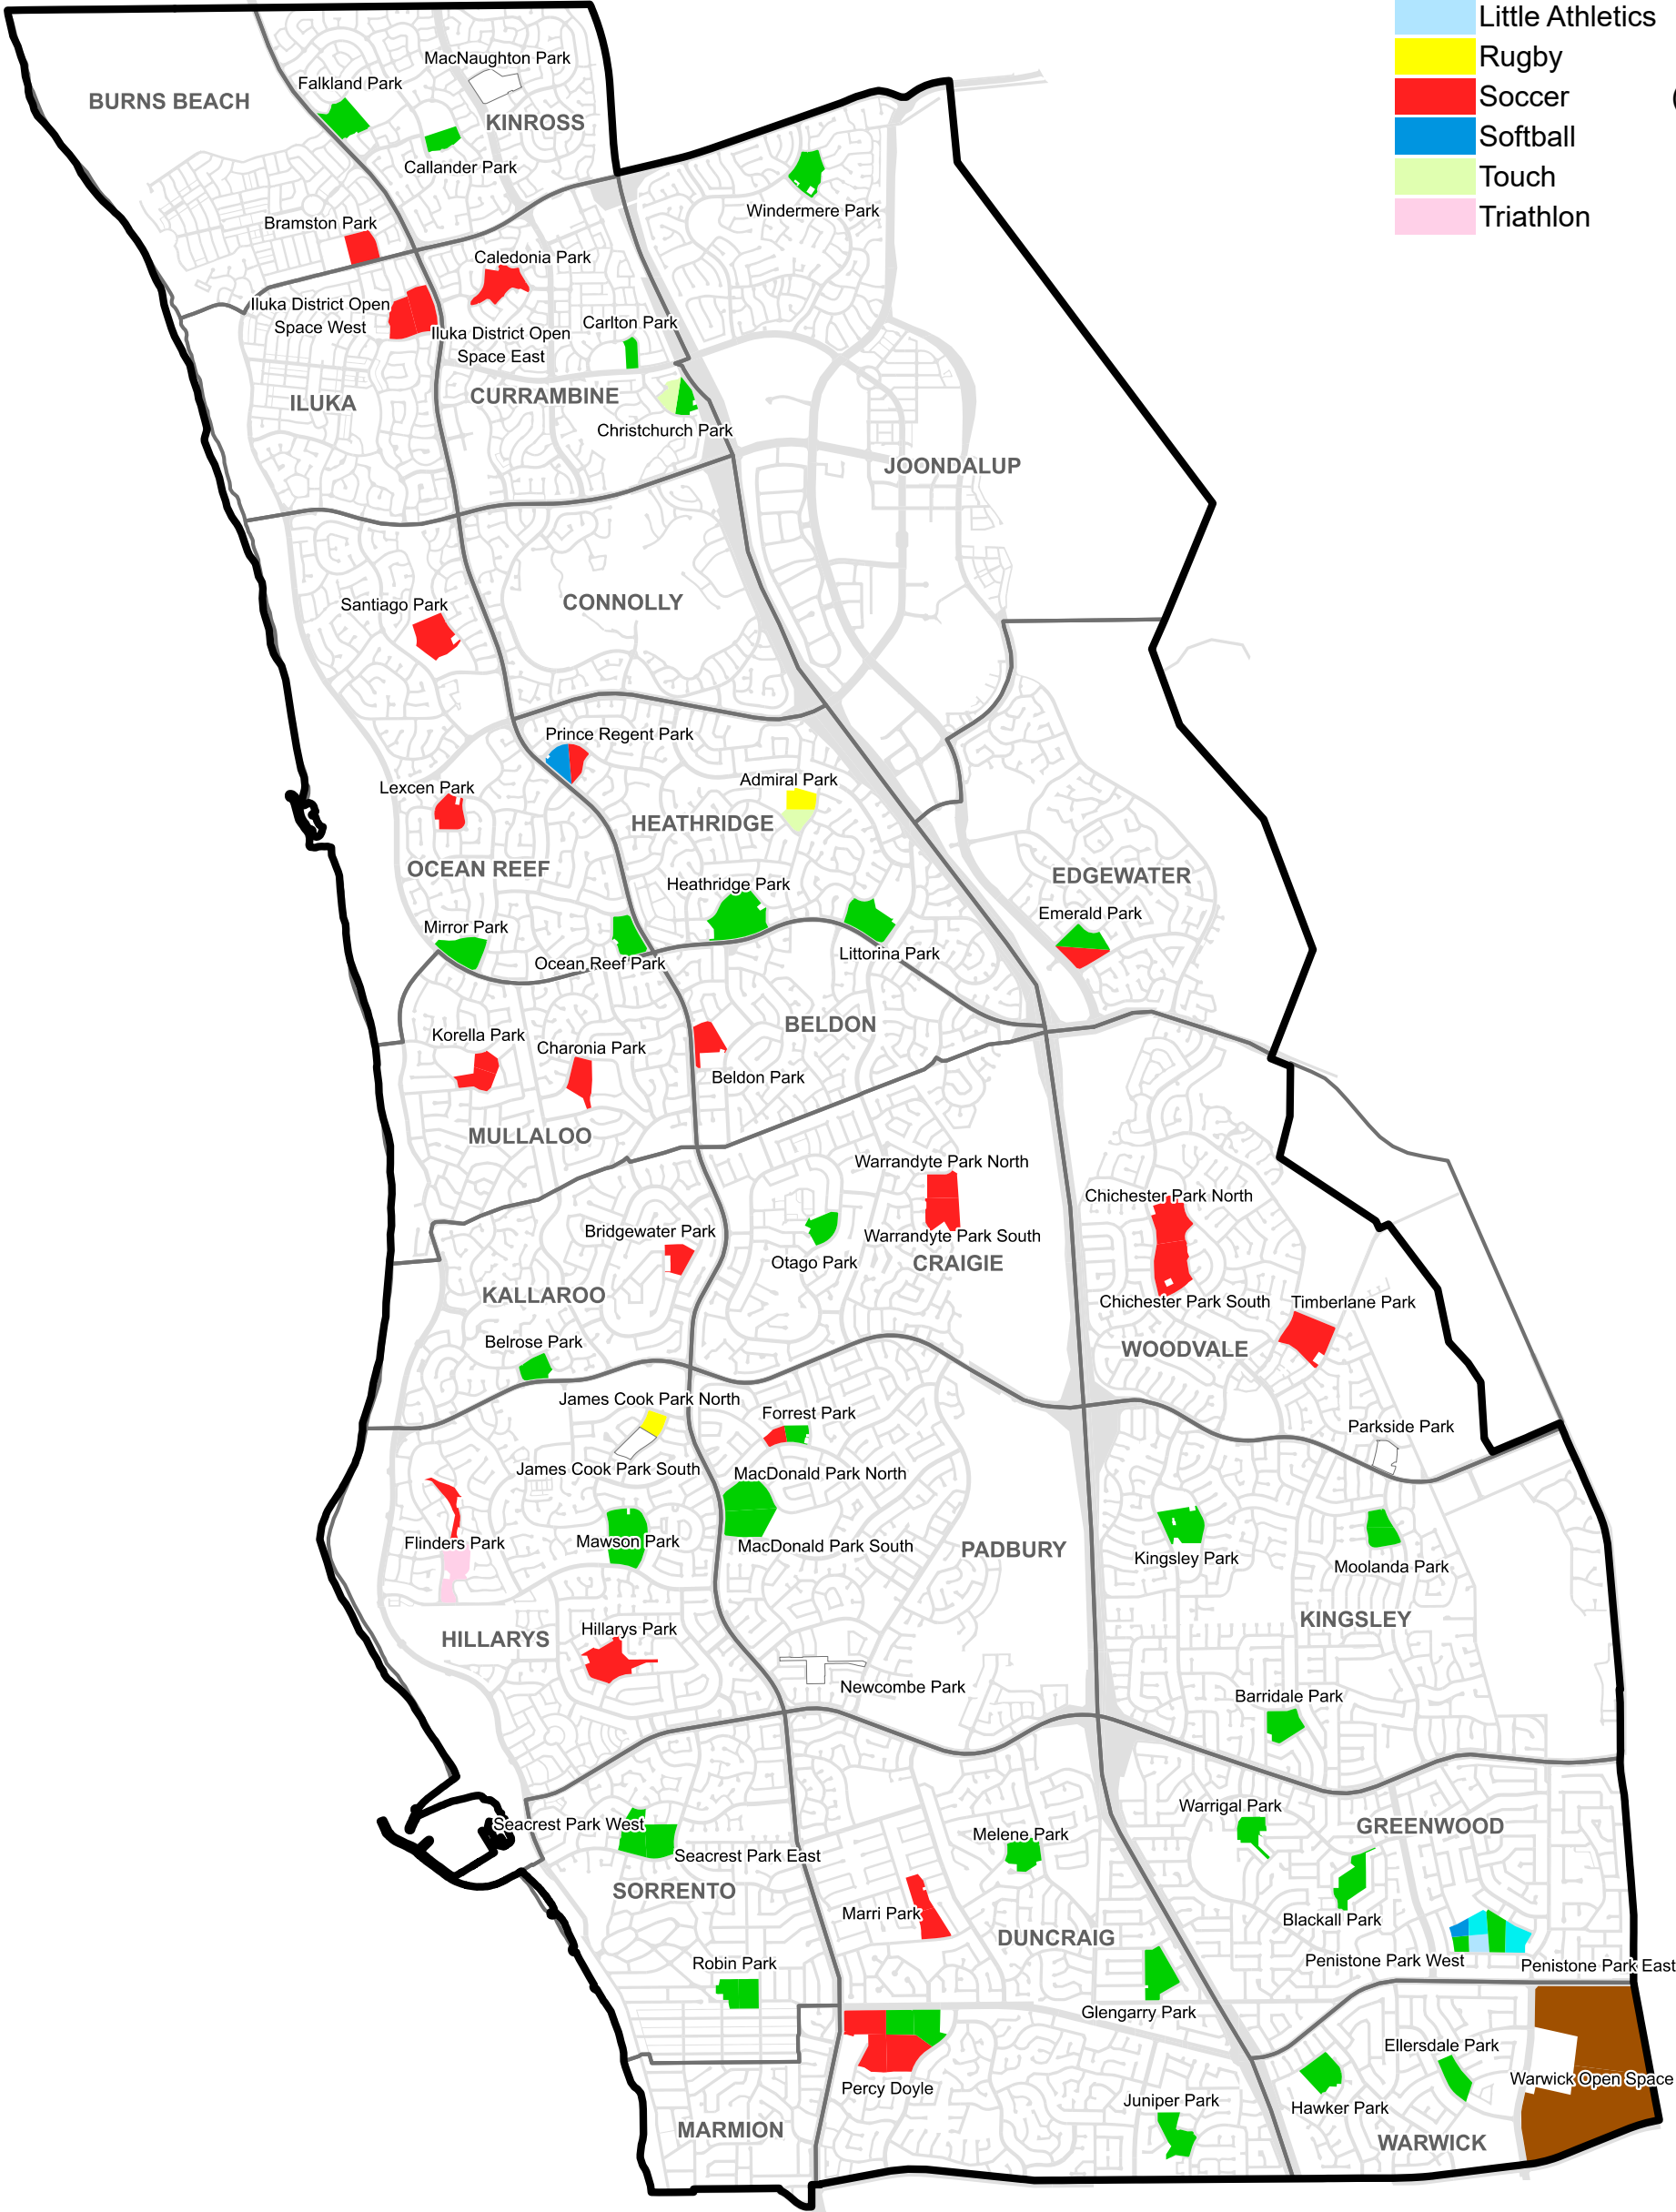 Little Athletics
Rugby
Soccer
(
Softball
Touch
Triathlon
MacNaughton Park
Falkland Park
BURNS BEACH
KINROSS
Callander Park
Windermere Park
Bramston Park
Caledonia Park
Iluka District Open
Space West
Carlton Park
Iluka District Open
Space East
ILUKA
CURRAMBINE
Christchurch Park
JOONDALUP
CONNOLLY
Santiago Park
Prince Regent Park
Admiral Park
Lexcen Park
HEATHRIDGE
OCEAN REEF
EDGEWATER
Heathridge Park
Emerald Park
Mirror Park
Littorina Park
Ocean Reef Park
BELDON
Korella Park
Charonia Park
Beldon Park
MULLALOO
Warrandyte Park North
Chichester Park North
Bridgewater Park
Warrandyte Park South
Otago Park
CRAIGIE
KALLAROO
Chichester Park South
Timberlane Park
Belrose Park
WOODVALE
James Cook Park North
Forrest Park
Parkside Park
James Cook Park South
MacDonald Park North
Flinders Park
Mawson Park
MacDonald Park South
PADBURY
Kingsley Park
Moolanda Park
KINGSLEY
Hillarys Park
HILLARYS
Newcombe Park
Barridale Park
Warrigal Park
Seacrest Park West
GREENWOOD
Melene Park
Seacrest Park East
SORRENTO
Marri Park
Blackall Park
DUNCRAIG
Robin Park
Penistone Park West
Penistone Park East
Glengarry Park
Ellersdale Park
Warwick Open Space
Percy Doyle
Juniper Park
Hawker Park
MARMION
WARWICK